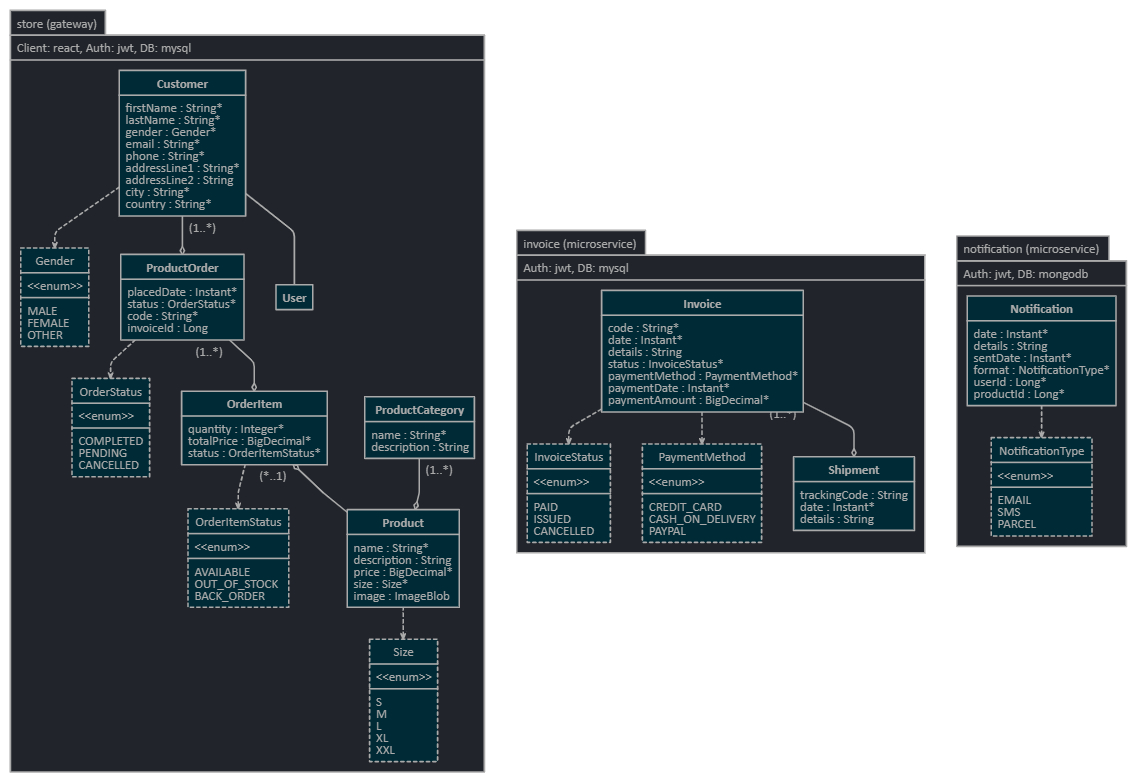 store (gateway)
Client: react, Auth: jwt, DB: mysql
Customer
firstName : String*
lastName : String*
gender : Gender*
email : String*
phone : String*
addressLine1 : String*
addressLine2 : String
city : String*
country : String*
(1..*)
Gender
<<enum>>
MALE
FEMALE
OTHER
ProductOrder
placedDate : Instant*
status : OrderStatus*
code : String*
invoiceId : Long
User
(1..*)
OrderStatus
<<enum>>
COMPLETED
PENDING
CANCELLED
OrderItem
quantity : Integer*
totalPrice : BigDecimal*
status : OrderItemStatus*
ProductCategory
name : String*
description : String
(*..1)
(1..*)
OrderItemStatus
<<enum>>
AVAILABLE
OUT_OF_STOCK
BACK_ORDER
Product
name : String*
description : String
price : BigDecimal*
size : Size*
image : ImageBlob
Size
<<enum>>
S
M
L
XL
XXL
invoice (microservice)
Auth: jwt, DB: mysql
Invoice
code : String*
date : Instant*
details : String
status : InvoiceStatus*
paymentMethod : PaymentMethod*
paymentDate : Instant*
paymentAmount : BigDecimal*
(1..*)
InvoiceStatus
<<enum>>
PAID
ISSUED
CANCELLED
PaymentMethod
<<enum>>
CREDIT_CARD
CASH_ON_DELIVERY
PAYPAL
Shipment
trackingCode : String
date : Instant*
details : String
notification (microservice)
Auth: jwt, DB: mongodb
Notification
date : Instant*
details : String
sentDate : Instant*
format : NotificationType*
userId : Long*
productId : Long*
NotificationType
<<enum>>
EMAIL
SMS
PARCEL